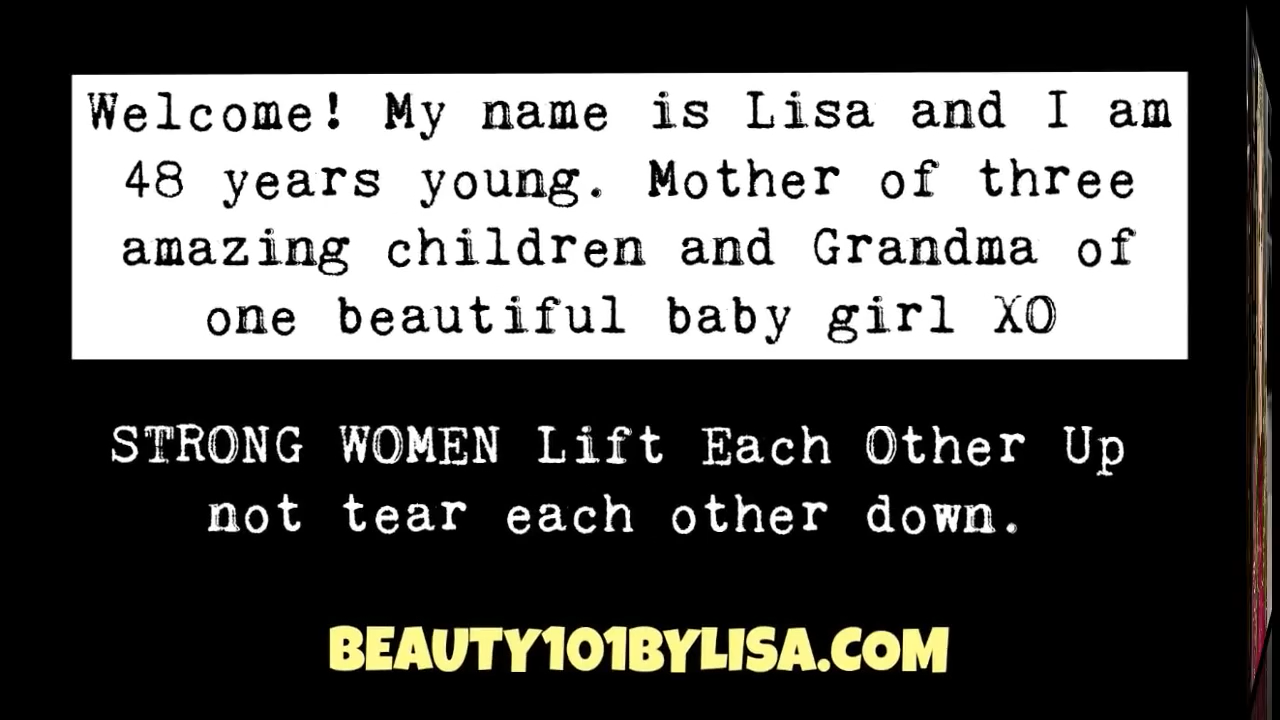 Welcome! My name is Lisa and I am
48 years young. Mother of three
amazing children and Grandma of
one beautiful baby girl XO
STRONG WOMEN Lift Each Other Up
not tear each other down.
BEAUTY101BYLISA.COM